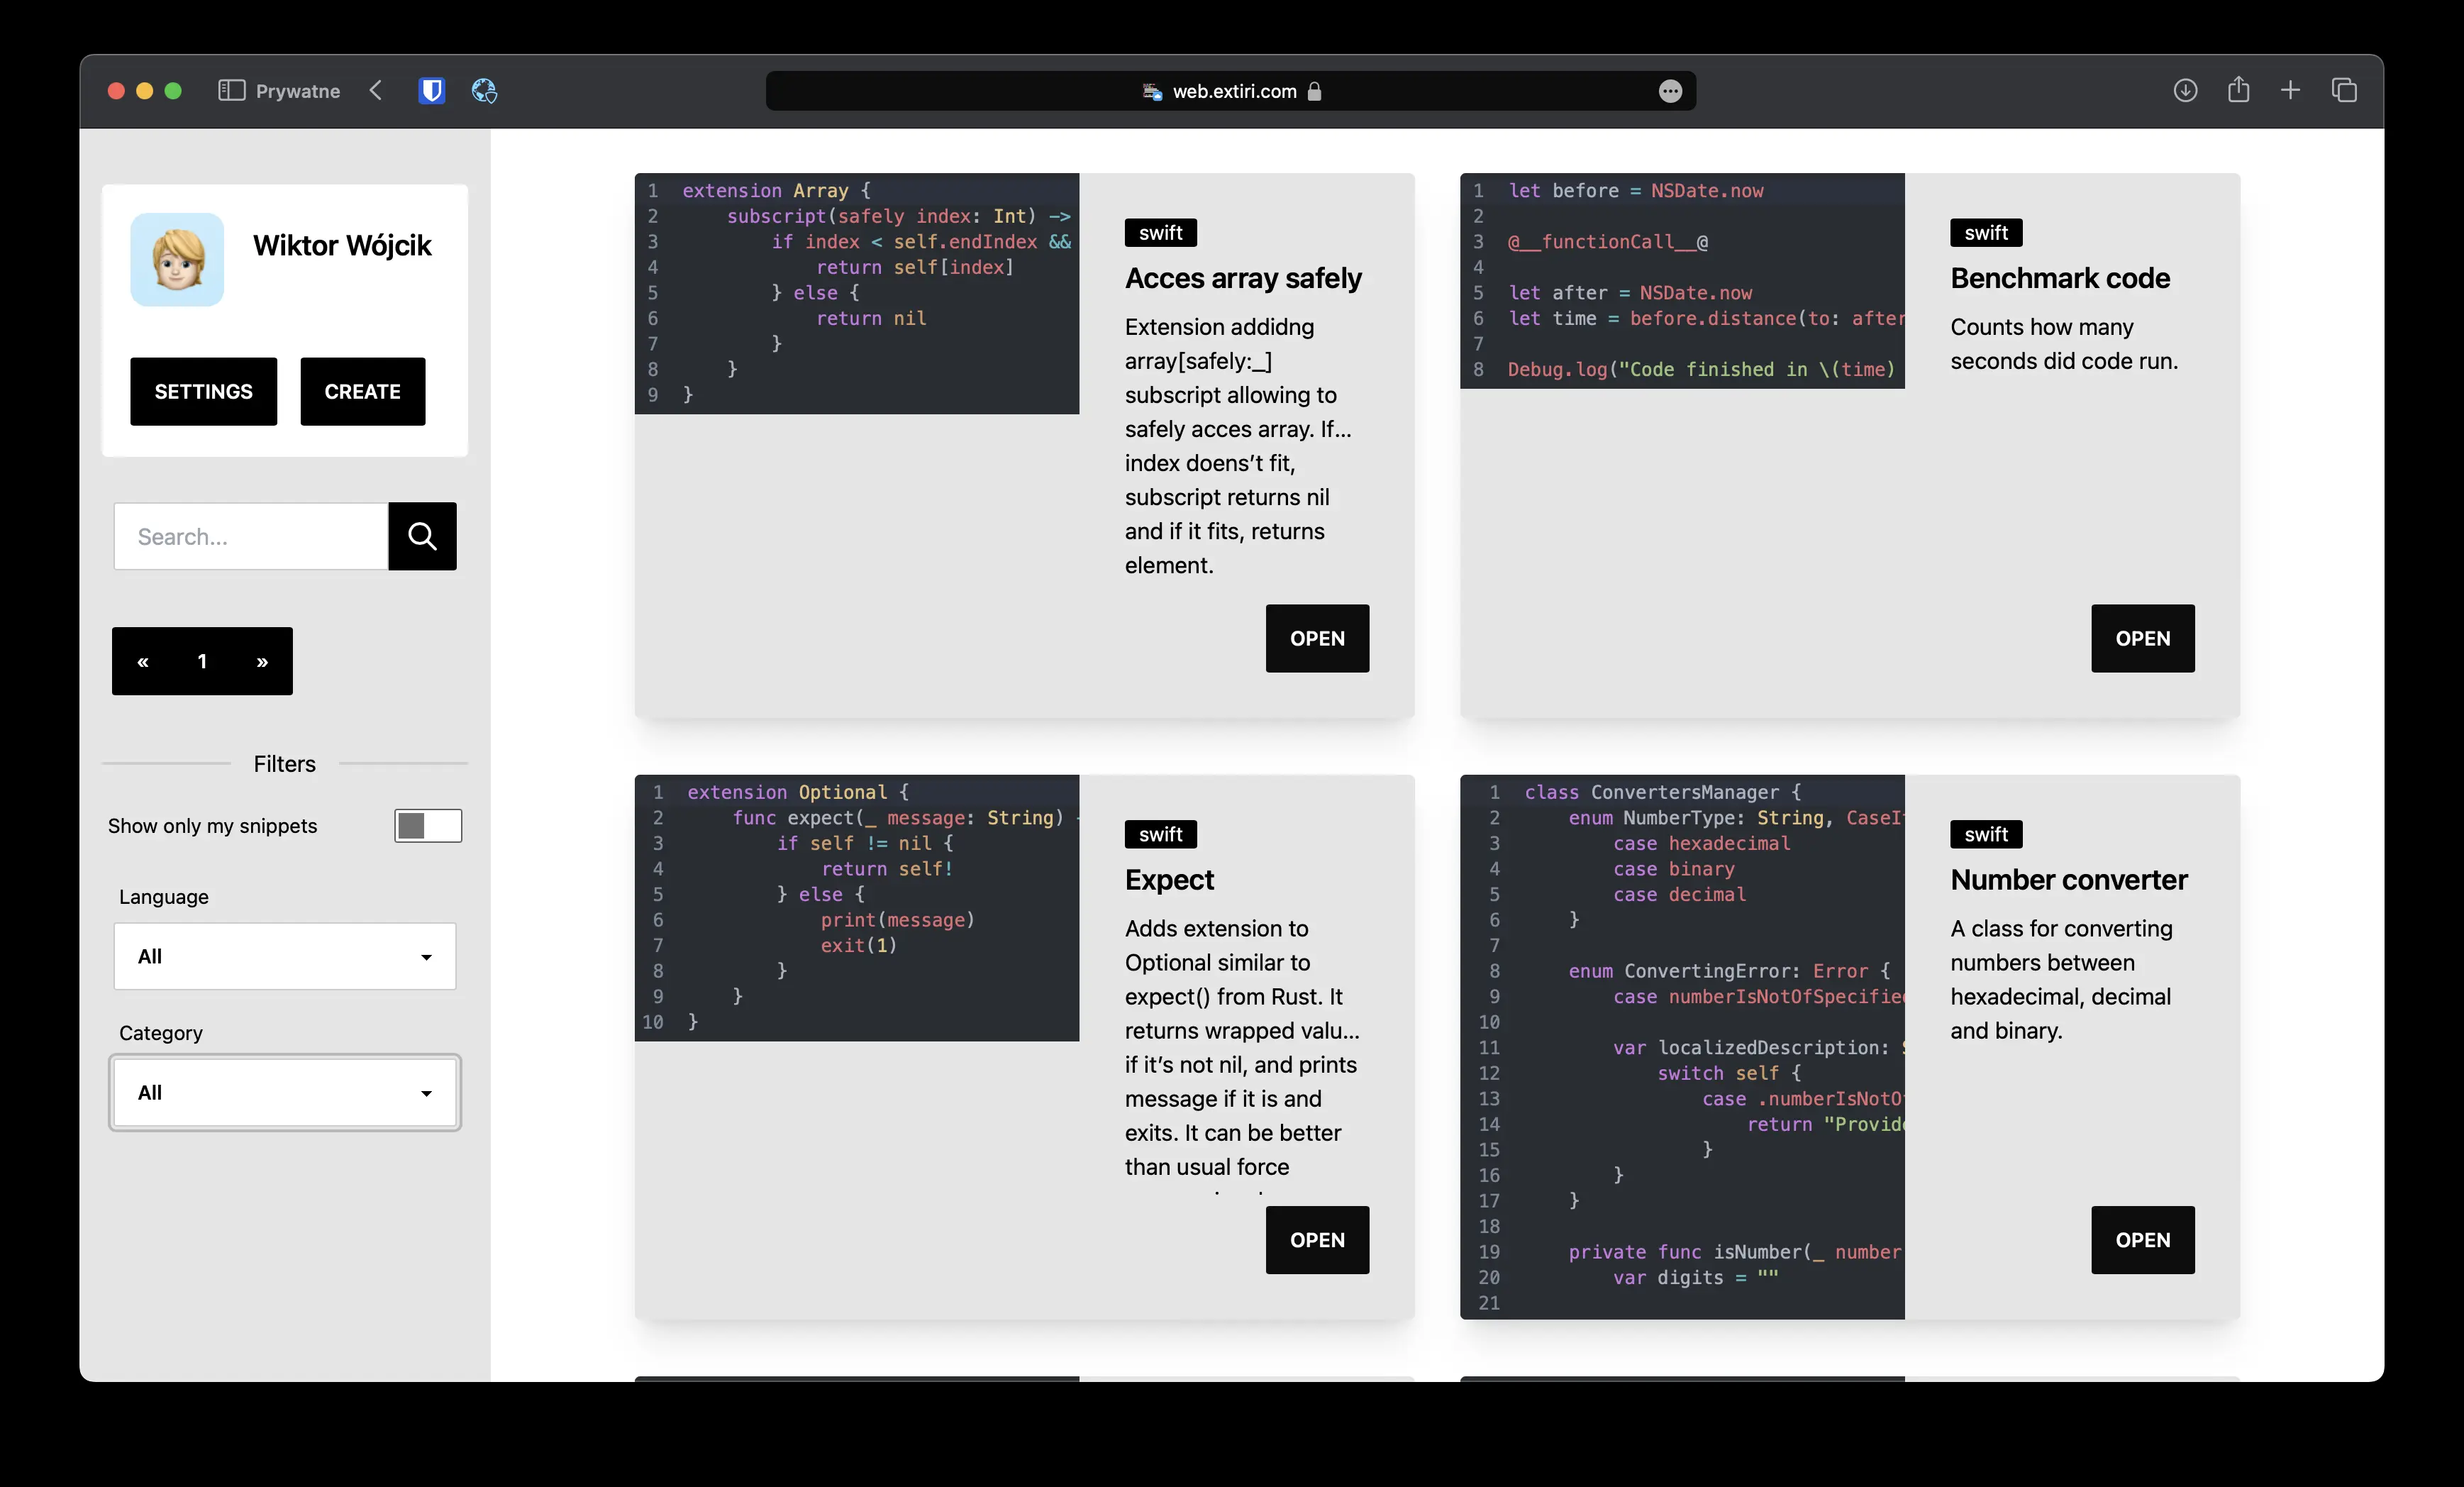 Prywatne
web.extiri.com
Wiktor Wójcik
SETTINGS
CREATE
Search...
« 1 »
Filters
Show only my snippets
Language
All
Category
All
1 extension Array {
2 subscript(safely index: Int) ->
3 if index < self.endIndex &&
4 return self[index]
5 } else {
6 return nil
7 }
8 }
9 }
swift
Acces array safely
Extension addidng
array[safely:_]
subscript allowing to
safely acces array. If...
index doens't fit,
subscript returns nil
and if it fits, returns
element.
OPEN
1 let before = NSDate.now
2
3 @__functionCall__@
4
5 let after = NSDate.now
6 let time = before.distance(to: after
7
8 Debug.log("Code finished in \(time)
swift
Benchmark code
Counts how many
seconds did code run.
OPEN
1 extension Optional {
2 func expect(_ message: String)
3 if self != nil {
4 return self!
5 } else {
6 print(message)
7 exit(1)
8 }
9 }
10 }
swift
Expect
Adds extension to
Optional similar to
expect() from Rust. It
returns wrapped valu...
if it's not nil, and prints
message if it is and
exits. It can be better
than usual force
OPEN
1 class ConvertersManager {
2 enum NumberType: String, CaseI
3 case hexadecimal
4 case binary
5 case decimal
6 }
7
8 enum ConvertingError: Error {
9 case numberIsNotOfSpecified
10
11 var localizedDescription:
12 switch self {
13 case .numberIsNotO
14 return "Provid
15 }
16 }
17 }
18
19 private func isNumber(_ number
20 var digits = ""
21
swift
Number converter
A class for converting
numbers between
hexadecimal, decimal
and binary.
OPEN